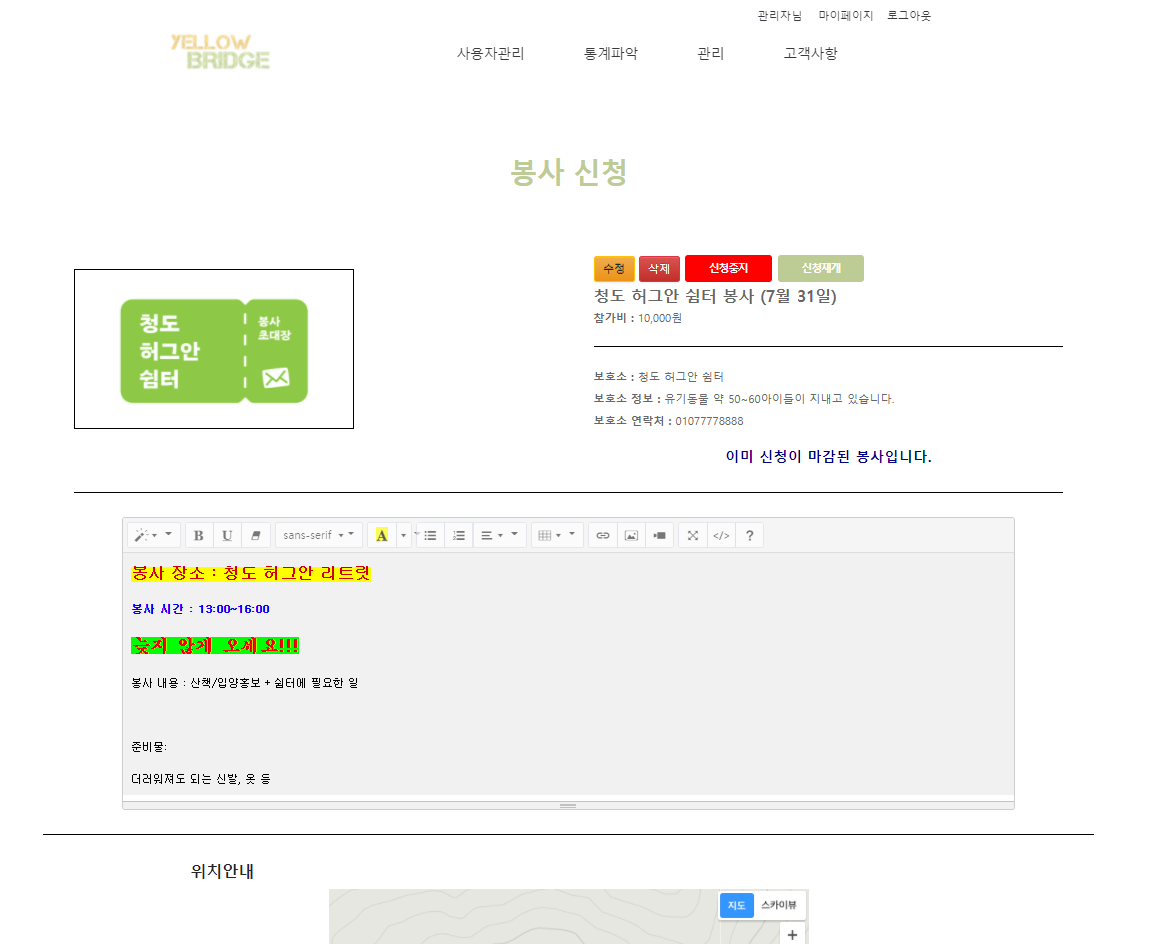 관리자님 마이페이지 로그아웃
YELLOW
BRIDGE
사용자관리 통계파악 관리 고객사항
봉사 신청
수정 삭제 신청중지 신청재개
청도 허그안 쉼터 봉사 (7월 31일)
참가비 : 10,000원
청도
허그안
쉼터
봉사
초대장
보호소 : 청도 허그안 쉼터
보호소 정보 : 유기동물 약 50~60아이들이 지내고 있습니다.
보호소 연락처 : 01077778888
이미 신청이 마감된 봉사입니다.
B U sans-serif A </> ?
봉사 장소 : 청도 허그안 리트릿
봉사 시간 : 13:00~16:00
늦지 않게 오세요!!!
봉사 내용 : 산책/입양홍보 + 쉼터에 필요한 일
준비물:
더러워져도 되는 신발, 옷 등
위치안내
지도 스카이뷰
+